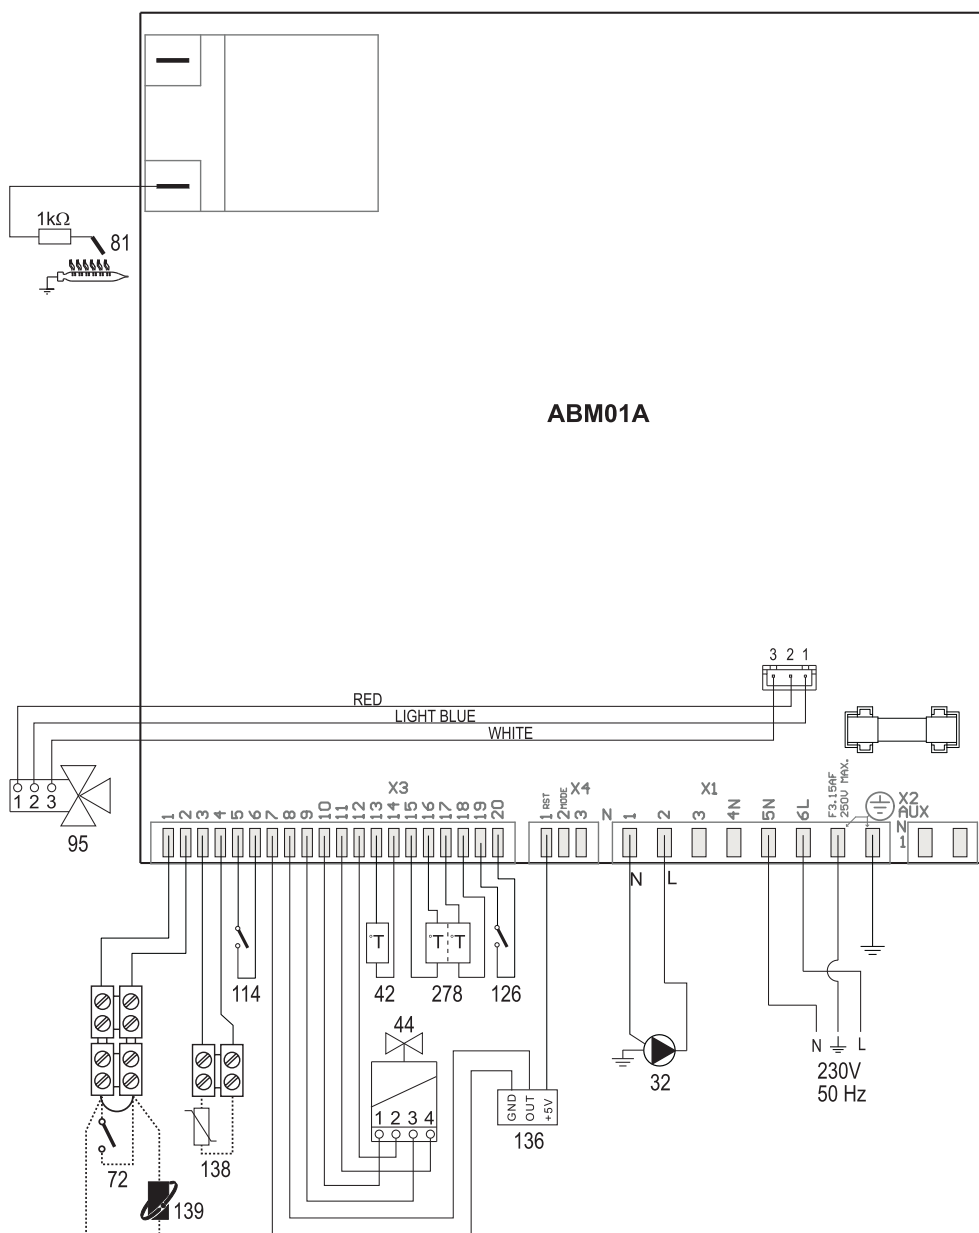 1kΩ
81
ABM01A
3 2 1
RED
LIGHT BLUE
WHITE
1 2 3
95
X3
1 2 3 4 5 6 7 8 9 10 11 12 13 14 15 16 17 18 19 20
X4
1 RST
2 MODE
3
N
X1
1 2 3 4N 5N 6L
F3.15AF
250V MAX.
X2
AUX
N
1
N L
114
°T
42
°T °T
278
126
44
1 2 3 4
GND
OUT
+5V
136
32
N L
230V
50 Hz
72
138
139